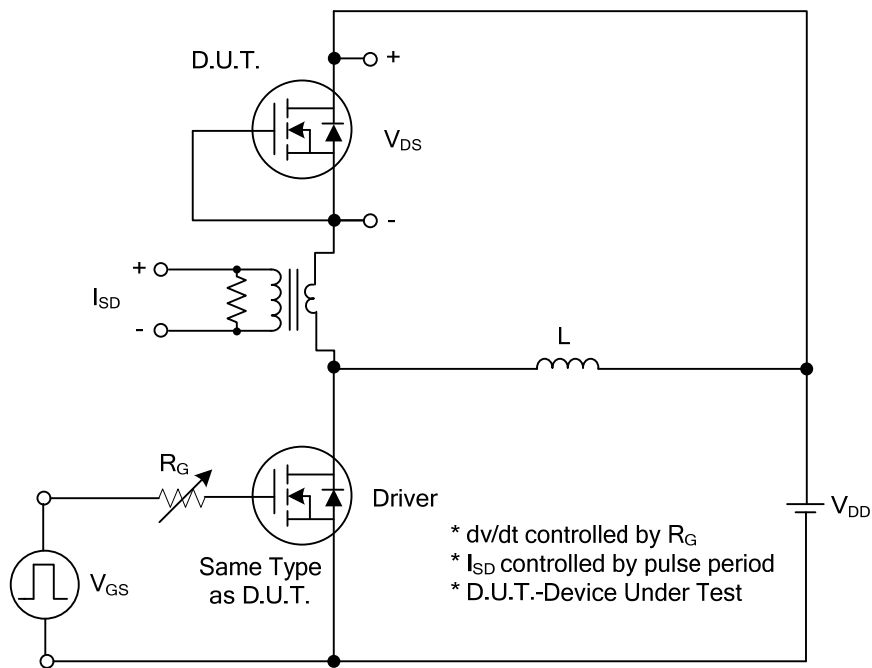 D.U.T.
+
V_DS
-
+
I_SD
-
L
R_G
Driver
V_DD
V_GS
Same Type
as D.U.T.
* dv/dt controlled by R_G
* I_SD controlled by pulse period
* D.U.T.-Device Under Test